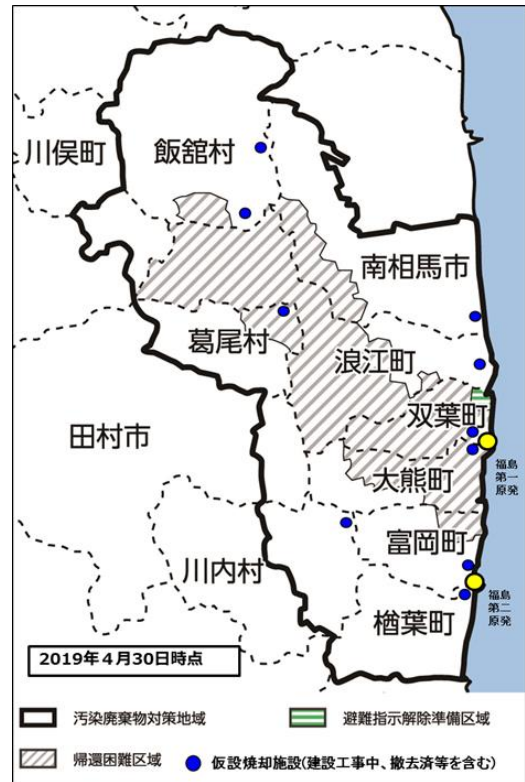 川俣町
飯舘村
南相馬市
葛尾村
浪江町
双葉町
田村市
福島
第一
原発
大熊町
富岡町
川内村
福島
第二
原発
楢葉町
2019年4月30日時点
汚染廃棄物対策地域
避難指示解除準備区域
帰還困難区域
仮設焼却施設(建設工事中、撤去済等を含む)